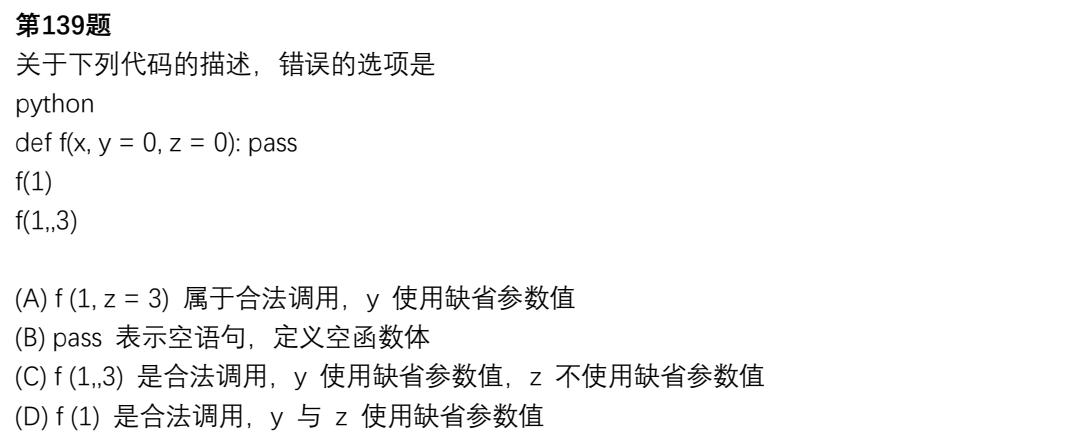 第139题
关于下列代码的描述，错误的选项是
python
def f(x, y = 0, z = 0): pass
f(1)
f(1,,3)
(A) f (1, z = 3) 属于合法调用，y 使用缺省参数值
(B) pass 表示空语句，定义空函数体
(C) f (1,,3) 是合法调用，y 使用缺省参数值，z 不使用缺省参数值
(D) f (1) 是合法调用，y 与 z 使用缺省参数值